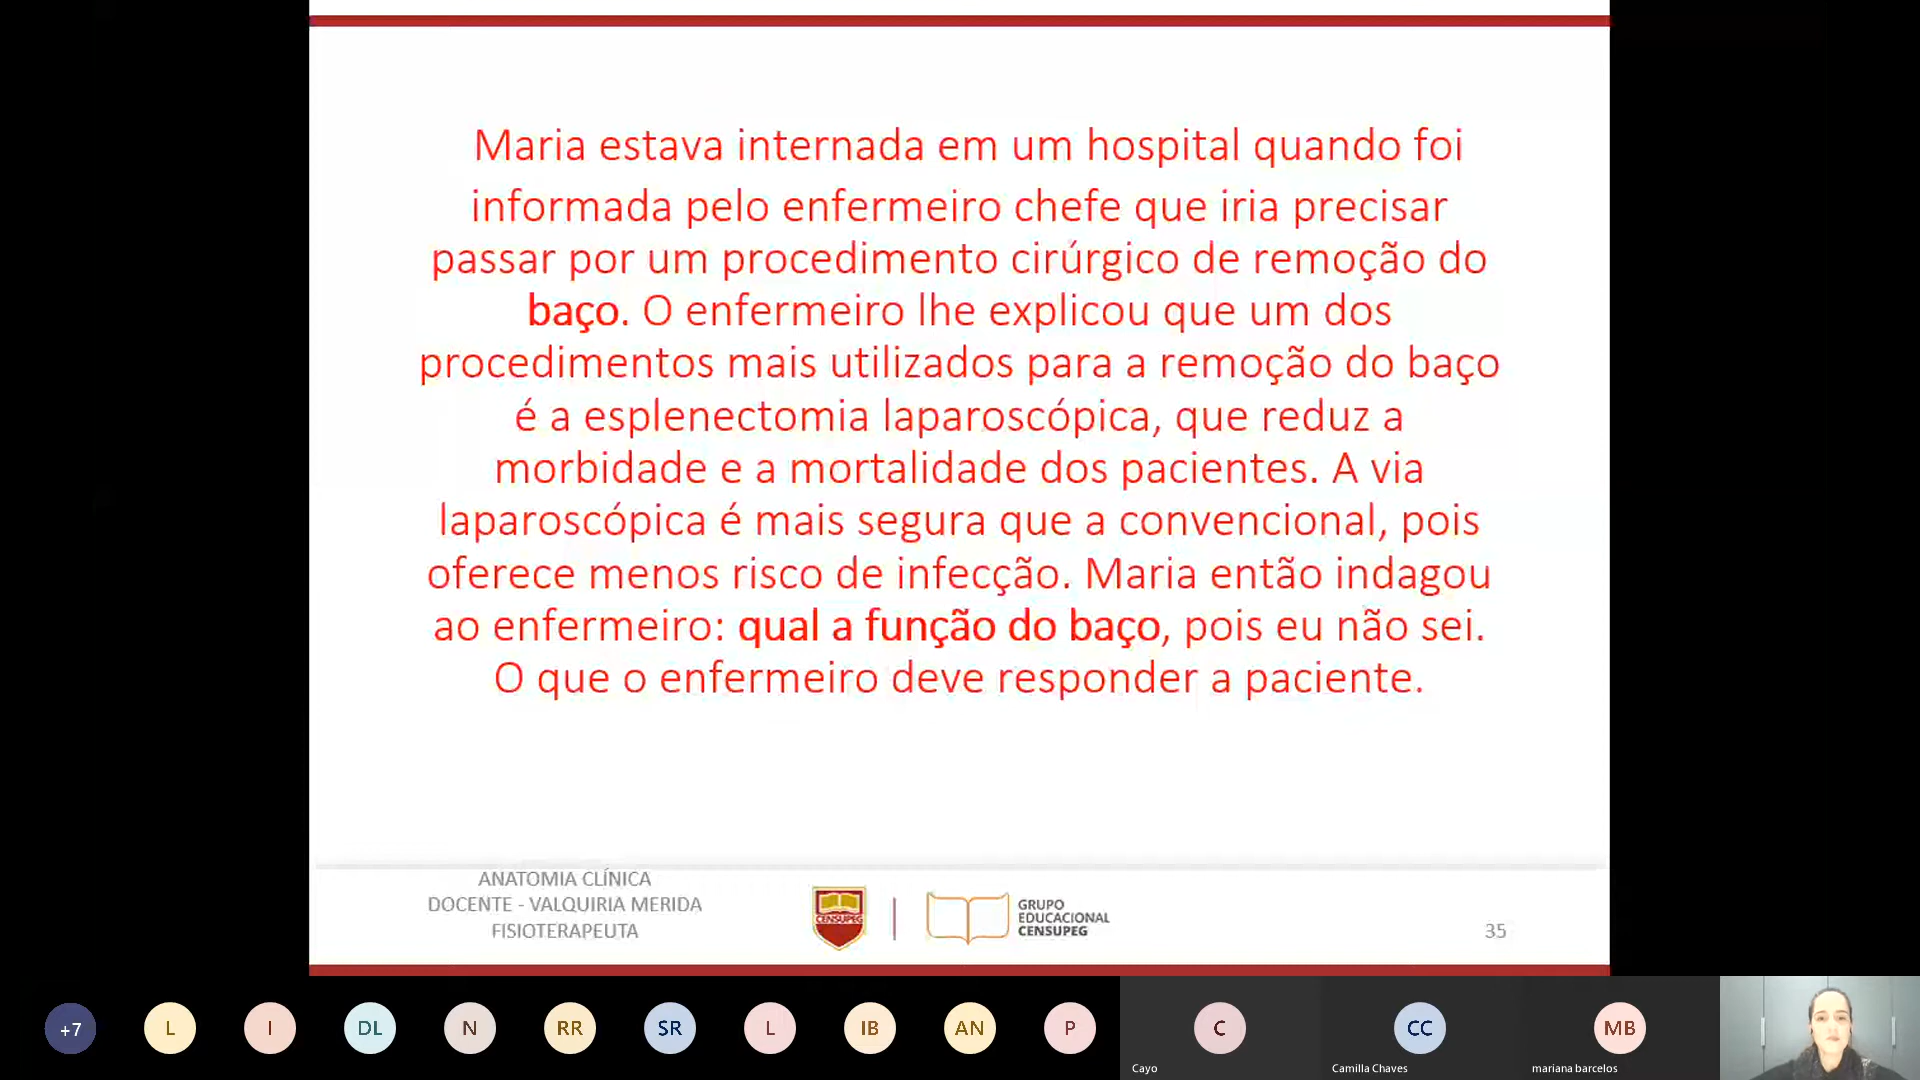 Maria estava internada em um hospital quando foi
informada pelo enfermeiro chefe que iria precisar
passar por um procedimento cirúrgico de remoção do
baço. O enfermeiro lhe explicou que um dos
procedimentos mais utilizados para a remoção do baço
é a esplenectomia laparoscópica, que reduz a
morbidade e a mortalidade dos pacientes. A via
laparoscópica é mais segura que a convencional, pois
oferece menos risco de infecção. Maria então indagou
ao enfermeiro: qual a função do baço, pois eu não sei.
O que o enfermeiro deve responder a paciente.
ANATOMIA CLÍNICA
DOCENTE - VALQUIRIA MERIDA
FISIOTERAPEUTA
CENSUPEG
GRUPO
EDUCACIONAL
CENSUPEG
35
+7
L
I
DL
N
RR
SR
L
IB
AN
P
C
CC
MB
Cayo
Camilla Chaves
mariana barcelos